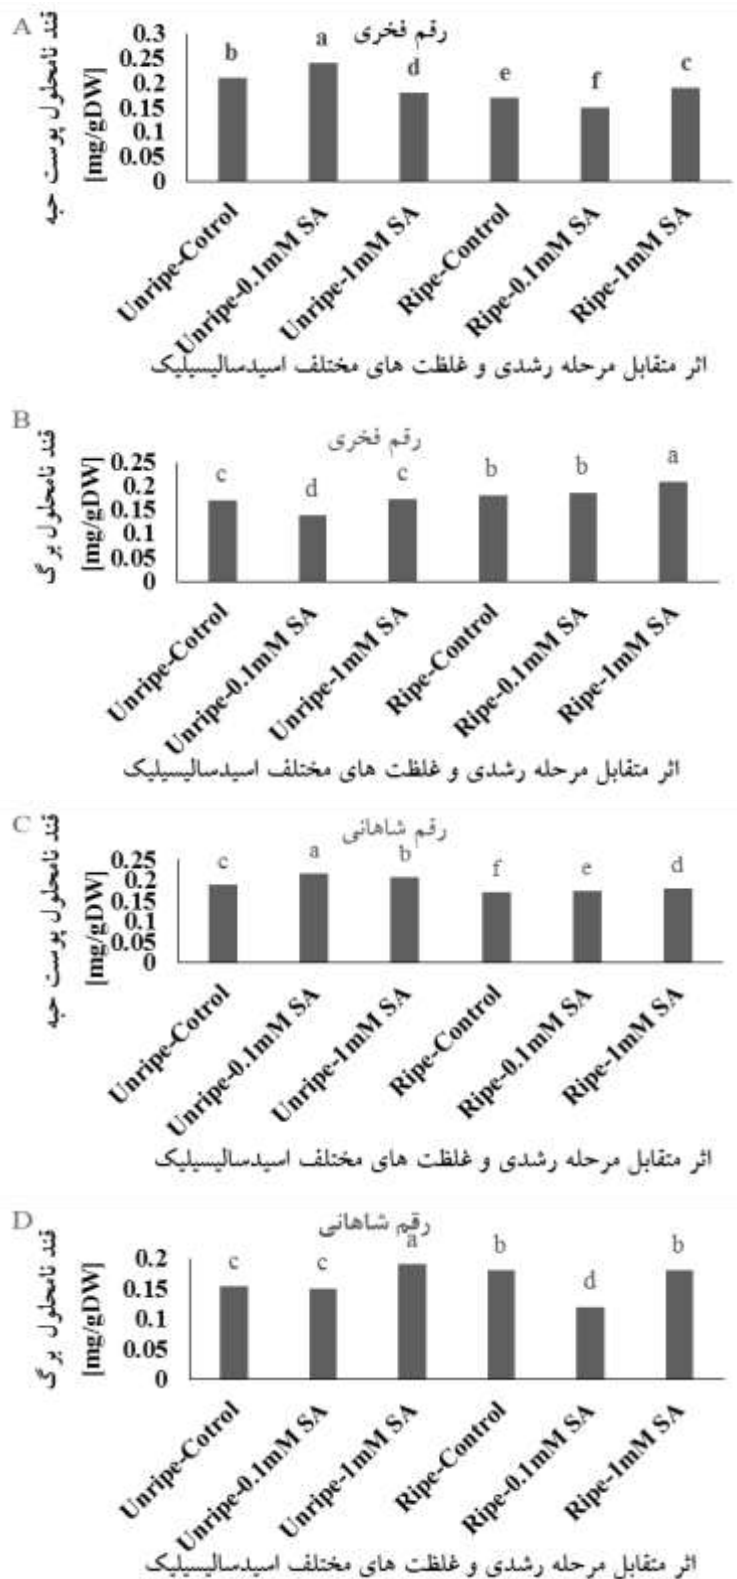 A
رقم فخری
قند نامحلول پوست حبه
[mg/gDW]
0.3
0.25
0.2
0.15
0.1
0.05
0
b a d e f c
Unripe-Cotrol
Unripe-0.1mM SA
Unripe-1mM SA
Ripe-Control
Ripe-0.1mM SA
Ripe-1mM SA
اثر متقابل مرحله رشدی و غلظت های مختلف اسیدسالیسیلیک
B
رقم فخری
قند نامحلول برگ
[mg/gDW]
0.25
0.2
0.15
0.1
0.05
0
c d c b b a
Unripe-Cotrol
Unripe-0.1mM SA
Unripe-1mM SA
Ripe-Control
Ripe-0.1mM SA
Ripe-1mM SA
اثر متقابل مرحله رشدی و غلظت های مختلف اسیدسالیسیلیک
C
رقم شاهانی
قند نامحلول پوست حبه
[mg/gDW]
0.25
0.2
0.15
0.1
0.05
0
c a b f e d
Unripe-Cotrol
Unripe-0.1mM SA
Unripe-1mM SA
Ripe-Control
Ripe-0.1mM SA
Ripe-1mM SA
اثر متقابل مرحله رشدی و غلظت های مختلف اسیدسالیسیلیک
D
رقم شاهانی
قند نامحلول برگ
[mg/gDW]
0.2
0.15
0.1
0.05
0
c c a b d b
Unripe-Cotrol
Unripe-0.1mM SA
Unripe-1mM SA
Ripe-Control
Ripe-0.1mM SA
Ripe-1mM SA
اثر متقابل مرحله رشدی و غلظت های مختلف اسیدسالیسیلیک